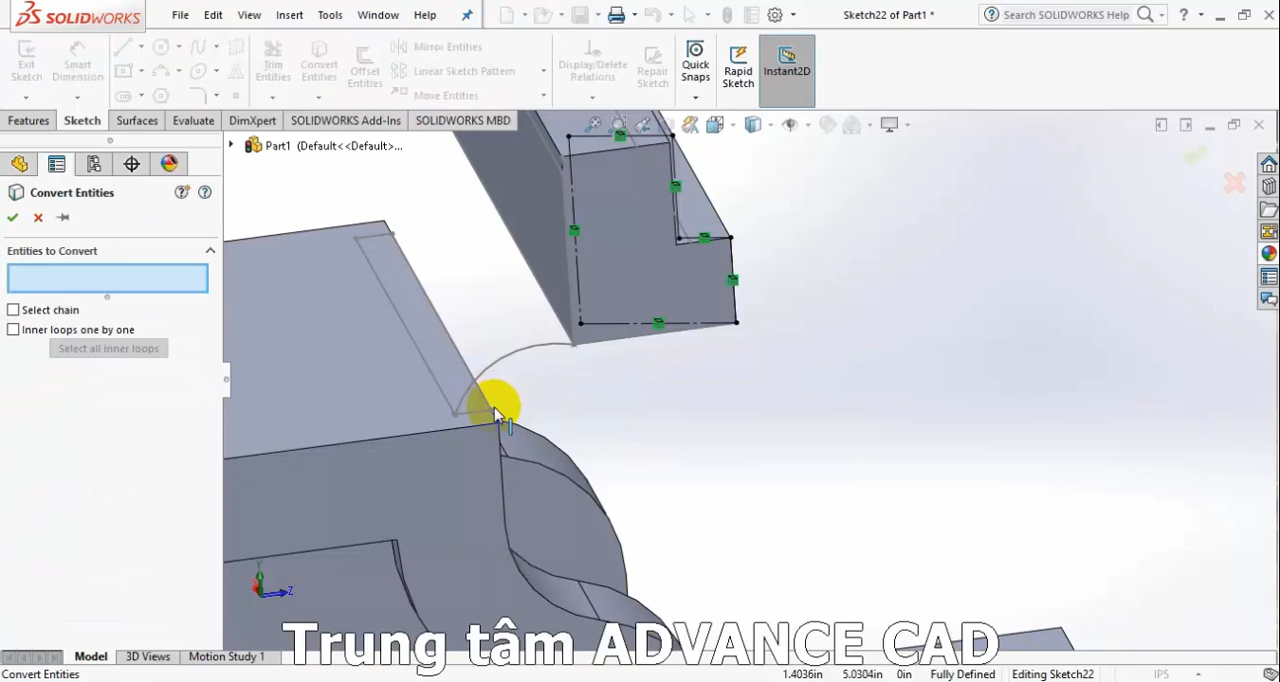 SOLIDWORKS
File Edit View Insert Tools Window Help
Sketch22 of Part1 *
Search SOLIDWORKS Help
Exit Sketch
Smart Dimension
Trim Entities
Convert Entities
Offset Entities
Mirror Entities
Linear Sketch Pattern
Move Entities
Display/Delete Relations
Repair Sketch
Quick Snaps
Rapid Sketch
Instant2D
Features Sketch Surfaces Evaluate DimXpert SOLIDWORKS Add-Ins SOLIDWORKS MBD
Part1 (Default<<Default>...
Convert Entities
Entities to Convert
Select chain
Inner loops one by one
Select all inner loops
Y
Z
Trung tâm ADVANCE CAD
Model 3D Views Motion Study 1
Convert Entities
1.4036in 5.0304in 0in Fully Defined Editing Sketch22 IPS